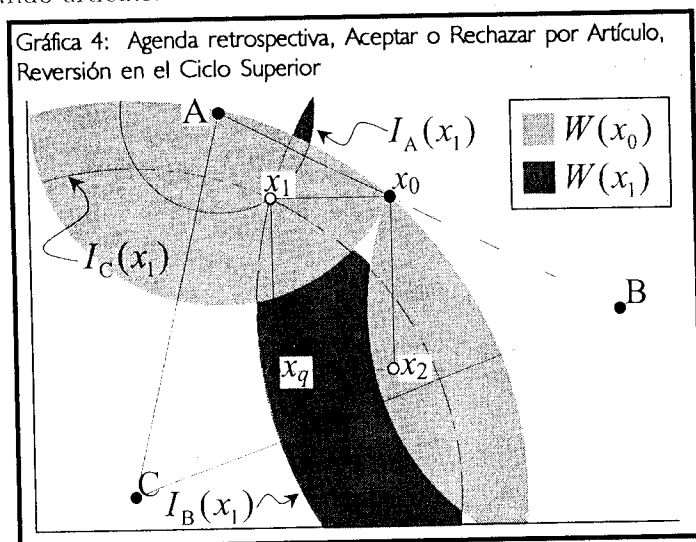 Gráfica 4: Agenda retrospectiva, Aceptar o Rechazar por Artículo,
Reversión en el Ciclo Superior
A
I_A(x_1)
W(x_0)
W(x_1)
x_1
x_0
I_C(x_1)
B
x_q
x_2
C
I_B(x_1)